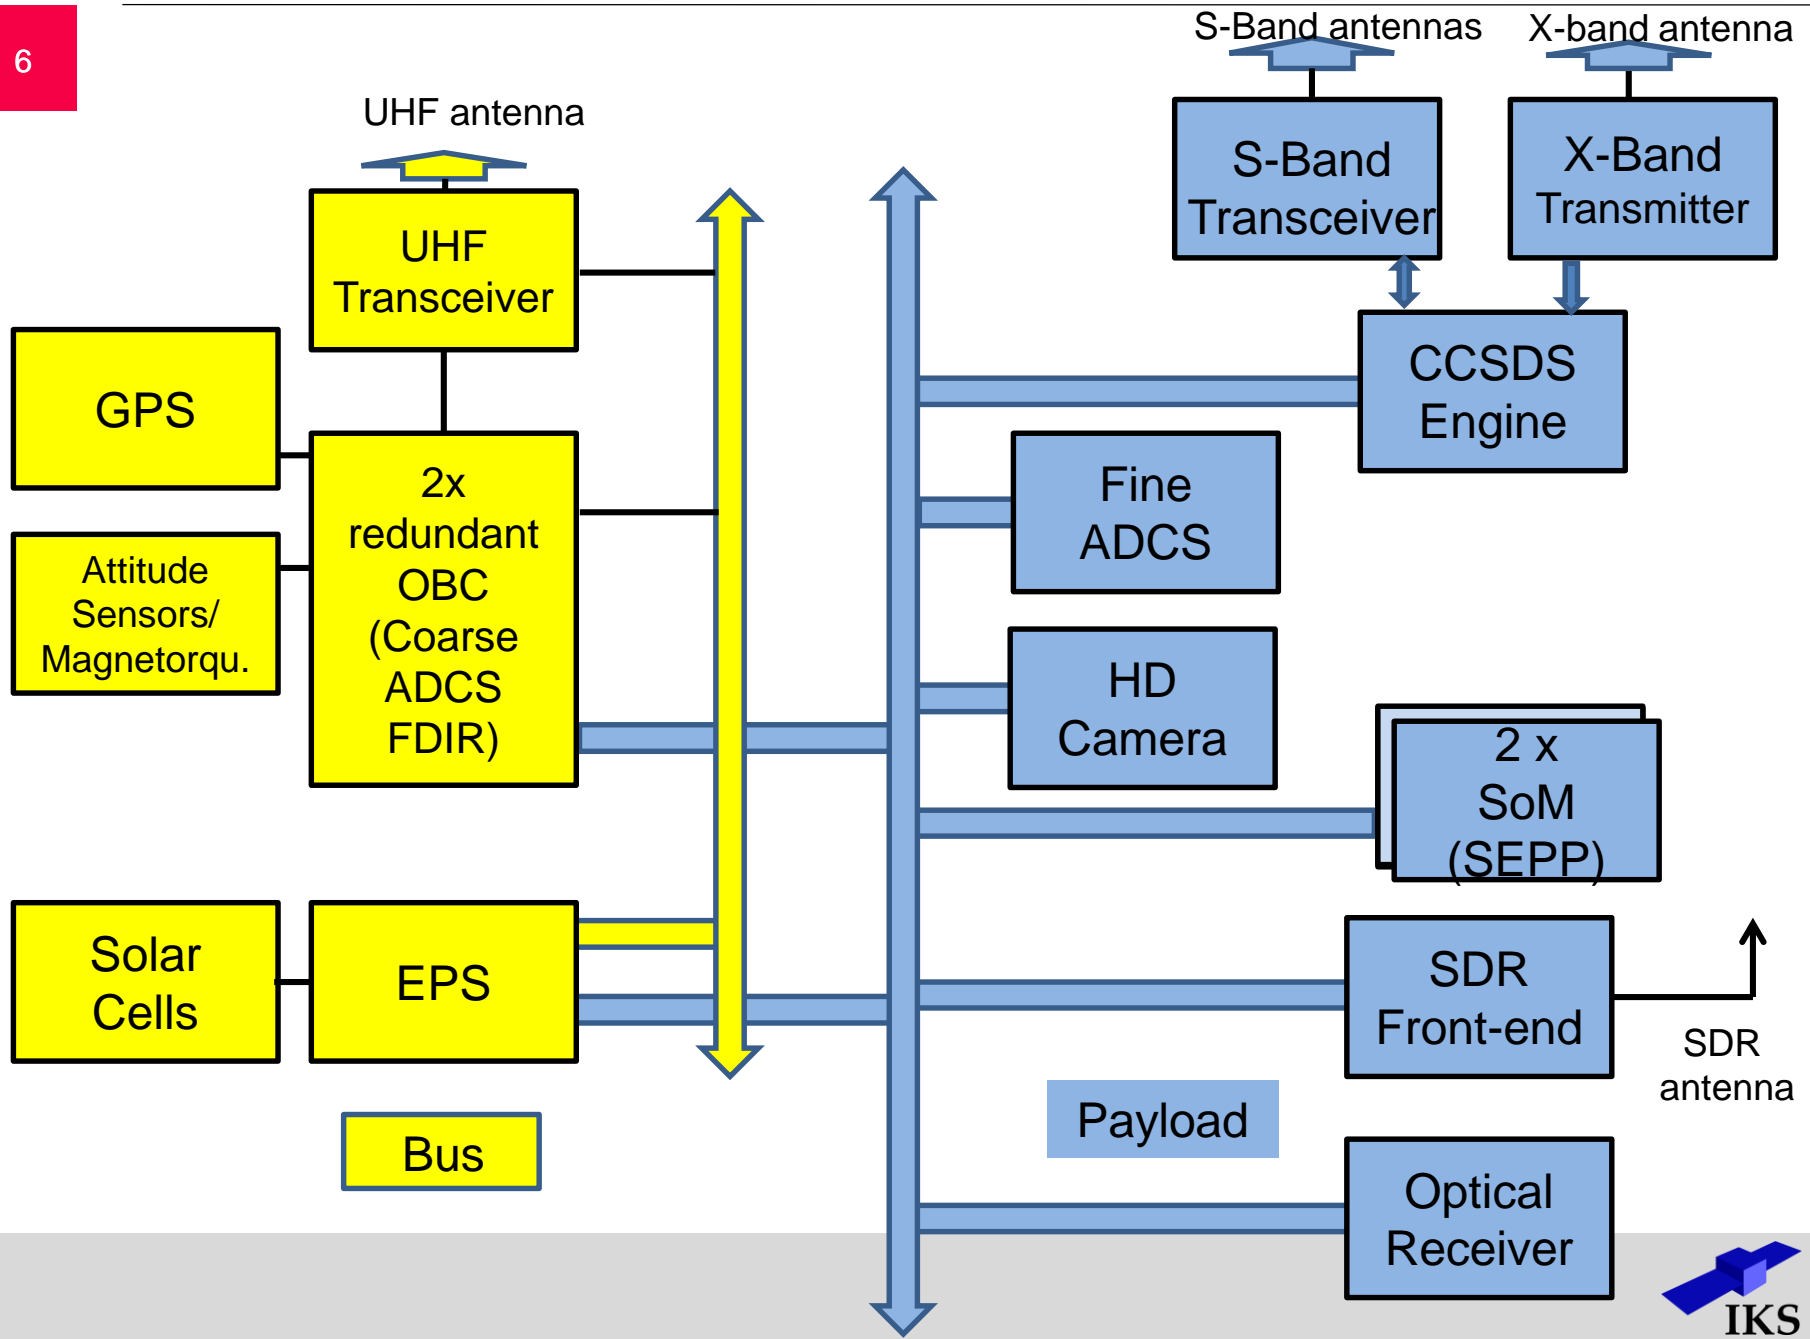 6
S-Band antennas
X-band antenna
UHF antenna
S-Band
Transceiver
X-Band
Transmitter
UHF
Transceiver
GPS
CCSDS
Engine
2x
redundant
OBC
(Coarse
ADCS
FDIR)
Fine
ADCS
Attitude
Sensors/
Magnetorqu.
HD
Camera
2 x
SoM
(SEPP)
Solar
Cells
EPS
SDR
Front-end
SDR
antenna
Payload
Bus
Optical
Receiver
IKS